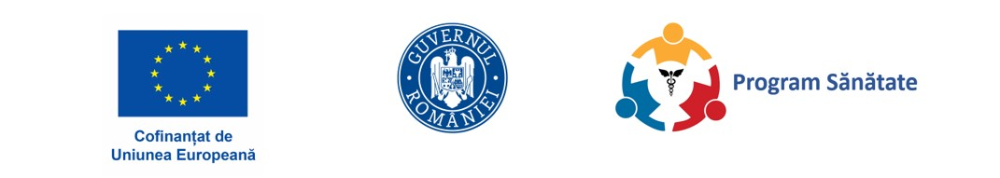 Cofinanțat de
Uniunea Europeană
GUVERNUL
ROMÂNIEI
Program Sănătate